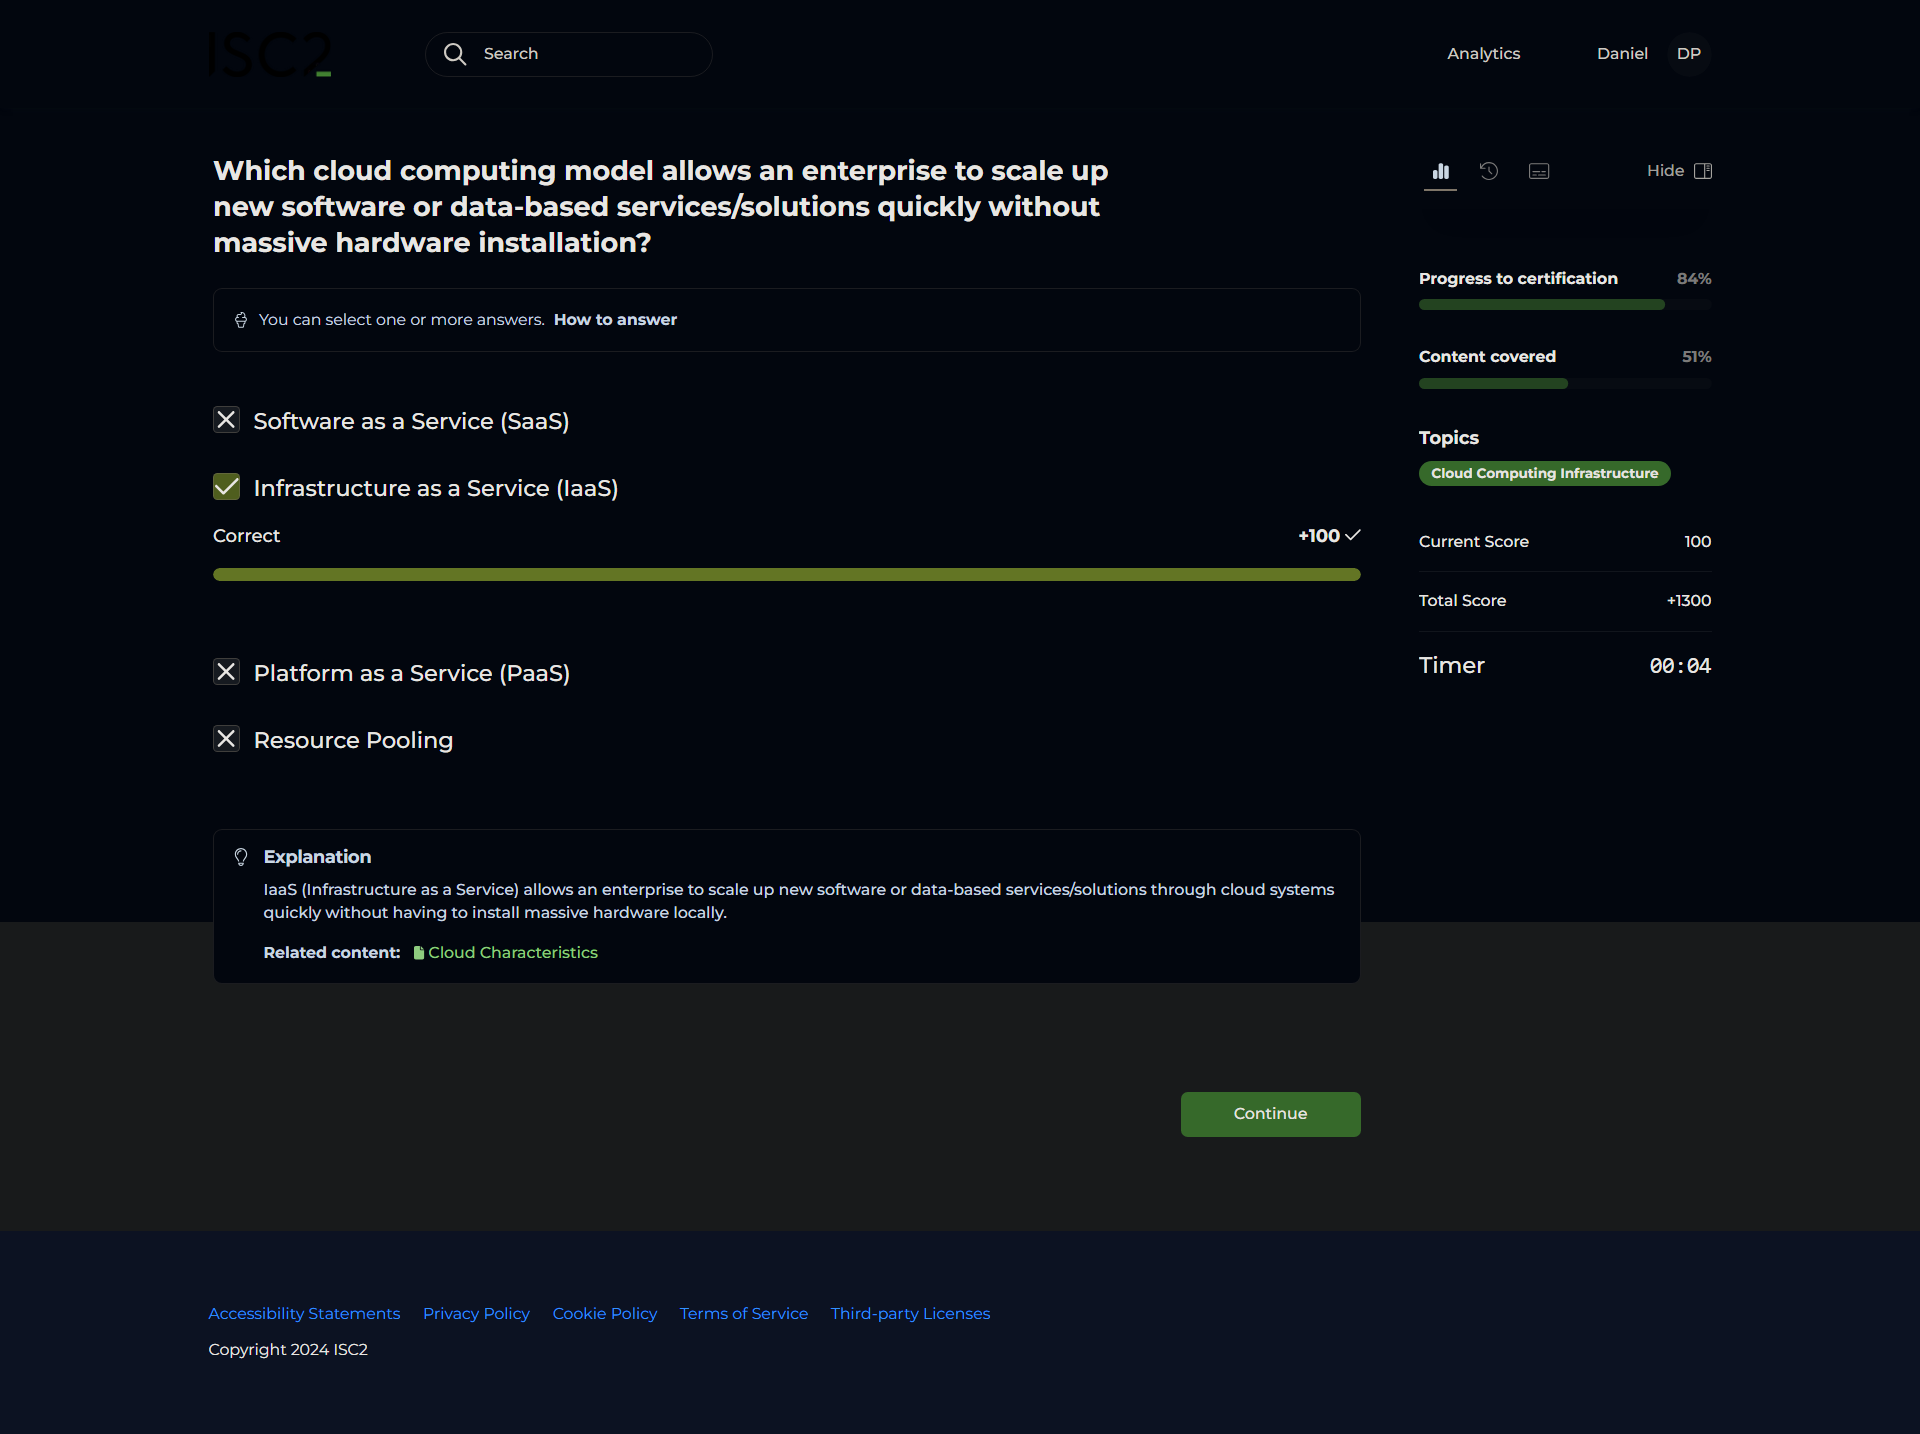 ISC2
Search
Analytics
Daniel
DP
Which cloud computing model allows an enterprise to scale up
new software or data-based services/solutions quickly without
massive hardware installation?
You can select one or more answers. How to answer
Software as a Service (SaaS)
Infrastructure as a Service (IaaS)
Correct
+100
Platform as a Service (PaaS)
Resource Pooling
Explanation
IaaS (Infrastructure as a Service) allows an enterprise to scale up new software or data-based services/solutions through cloud systems
quickly without having to install massive hardware locally.
Related content: Cloud Characteristics
Continue
Hide
Progress to certification 84%
Content covered 51%
Topics
Cloud Computing Infrastructure
Current Score 100
Total Score +1300
Timer 00:04
Accessibility Statements Privacy Policy Cookie Policy Terms of Service Third-party Licenses
Copyright 2024 ISC2